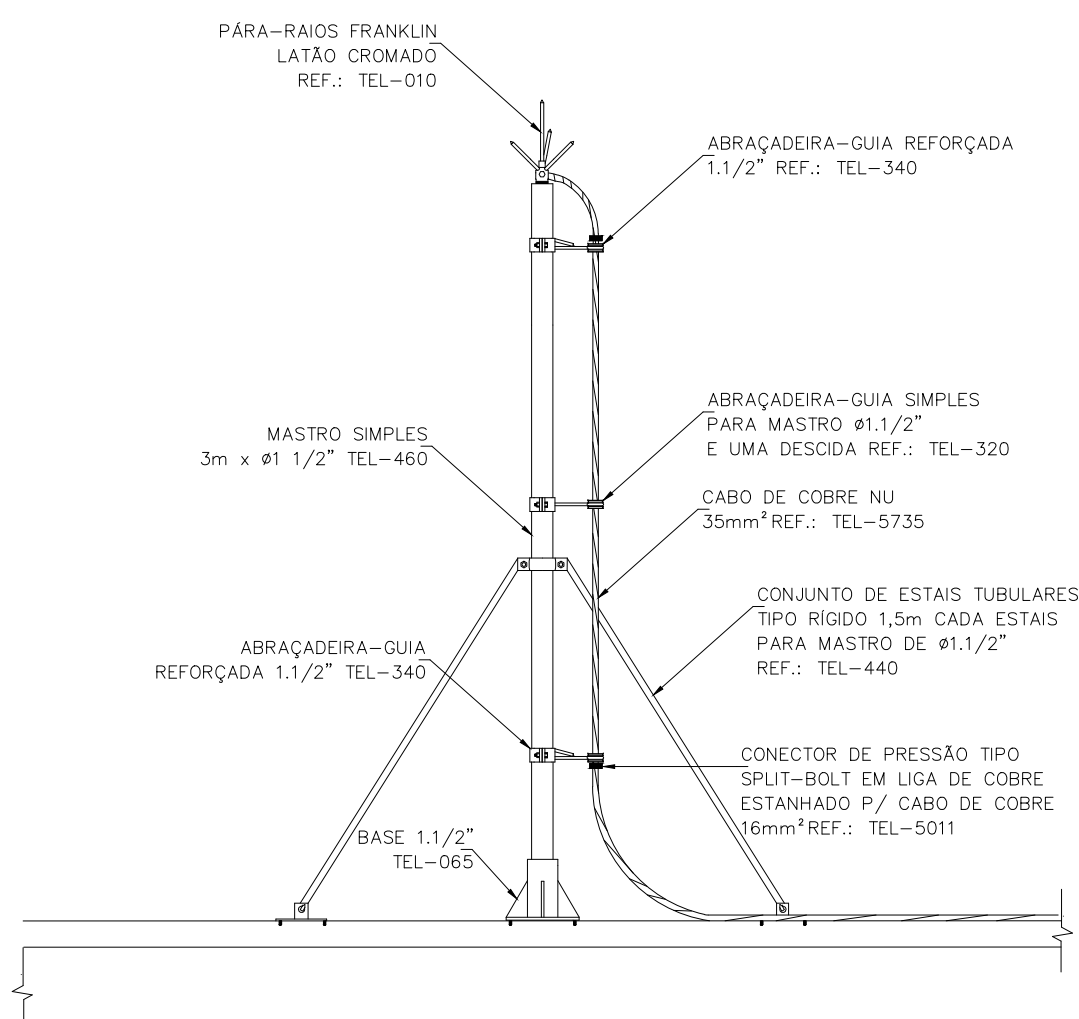 PÁRA-RAIOS FRANKLIN
LATÃO CROMADO
REF.: TEL-010
ABRAÇADEIRA-GUIA REFORÇADA
1.1/2" REF.: TEL-340
ABRAÇADEIRA-GUIA SIMPLES
PARA MASTRO ø1.1/2"
E UMA DESCIDA REF.: TEL-320
MASTRO SIMPLES
3m x ø1 1/2" TEL-460
CABO DE COBRE NU
35mm² REF.: TEL-5735
CONJUNTO DE ESTAIS TUBULARES
TIPO RÍGIDO 1,5m CADA ESTAIS
PARA MASTRO DE ø1.1/2"
REF.: TEL-440
ABRAÇADEIRA-GUIA
REFORÇADA 1.1/2" TEL-340
CONECTOR DE PRESSÃO TIPO
SPLIT-BOLT EM LIGA DE COBRE
ESTANHADO P/ CABO DE COBRE
16mm² REF.: TEL-5011
BASE 1.1/2"
TEL-065